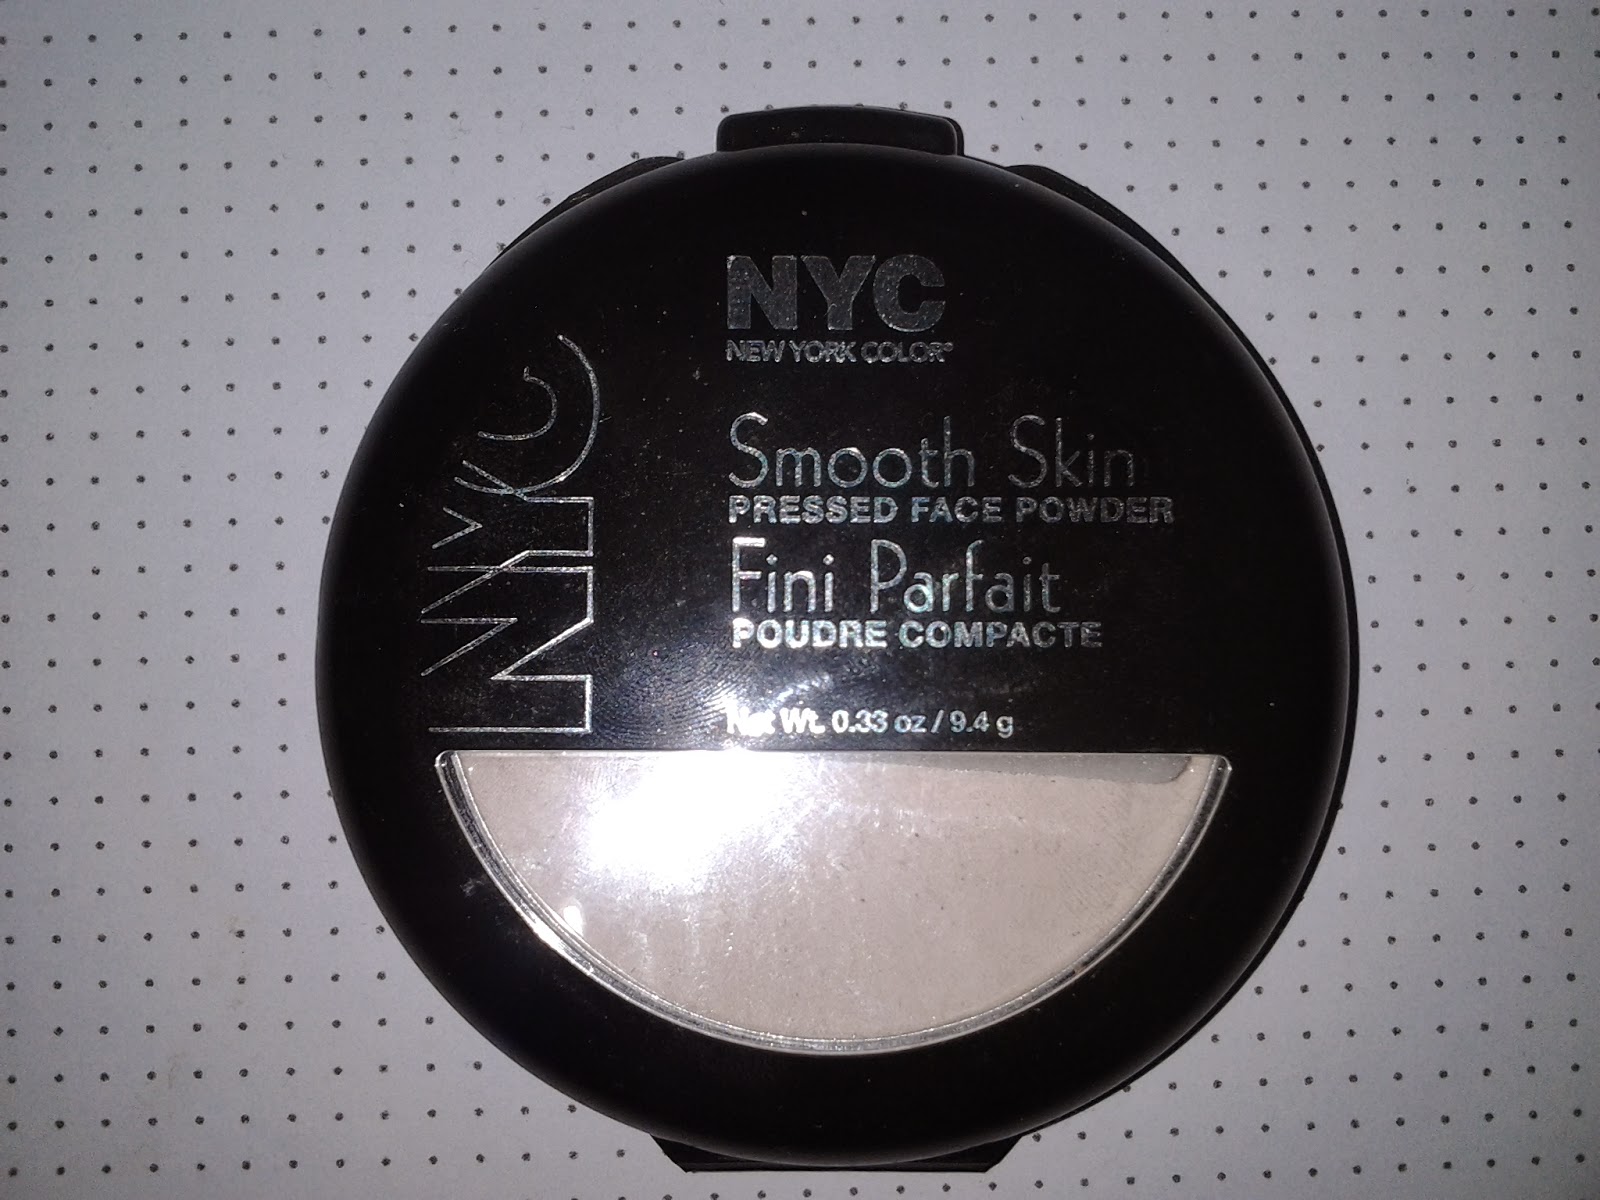 NYC
NEW YORK COLOR®
NYC
Smooth Skin
PRESSED FACE POWDER
Fini Parfait
POUDRE COMPACTE
Net Wt. 0.33 oz / 9.4 g